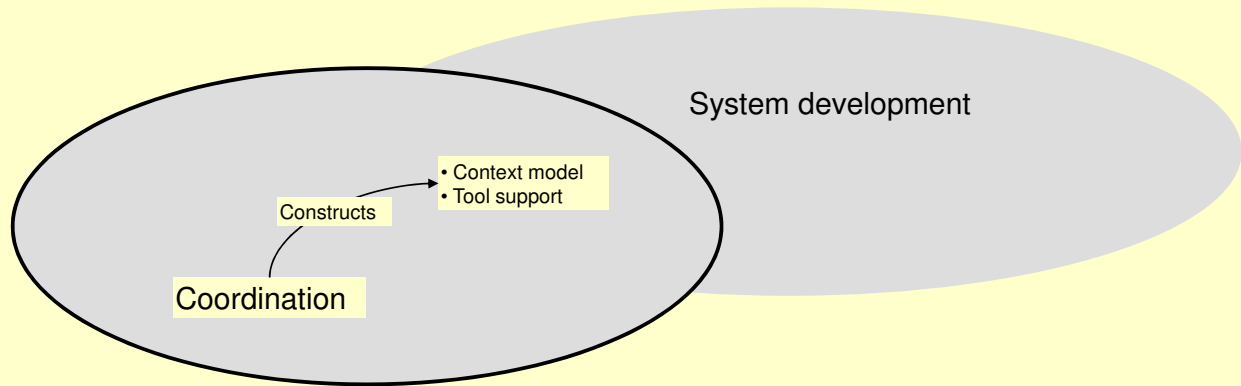 System development
• Context model
• Tool support
Constructs
Coordination